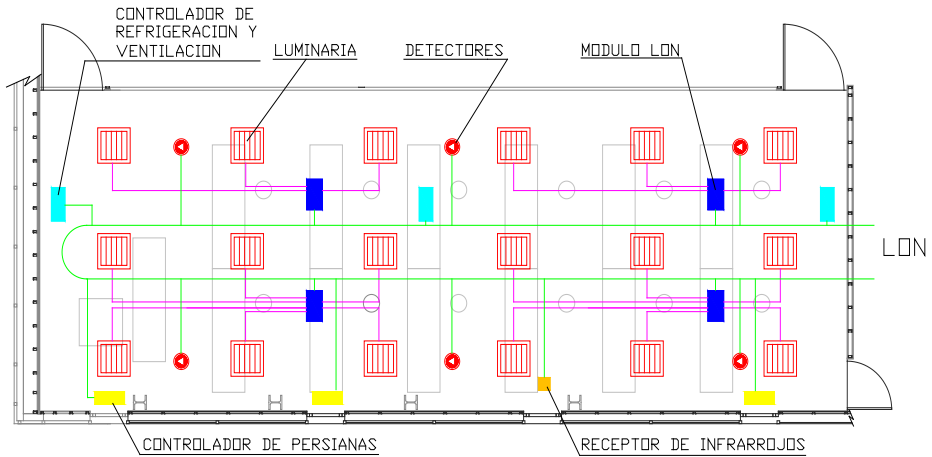 CONTROLADOR DE
REFRIGERACION Y
VENTILACION
LUMINARIA
DETECTORES
MODULO LON
LON
CONTROLADOR DE PERSIANAS
RECEPTOR DE INFRARROJOS